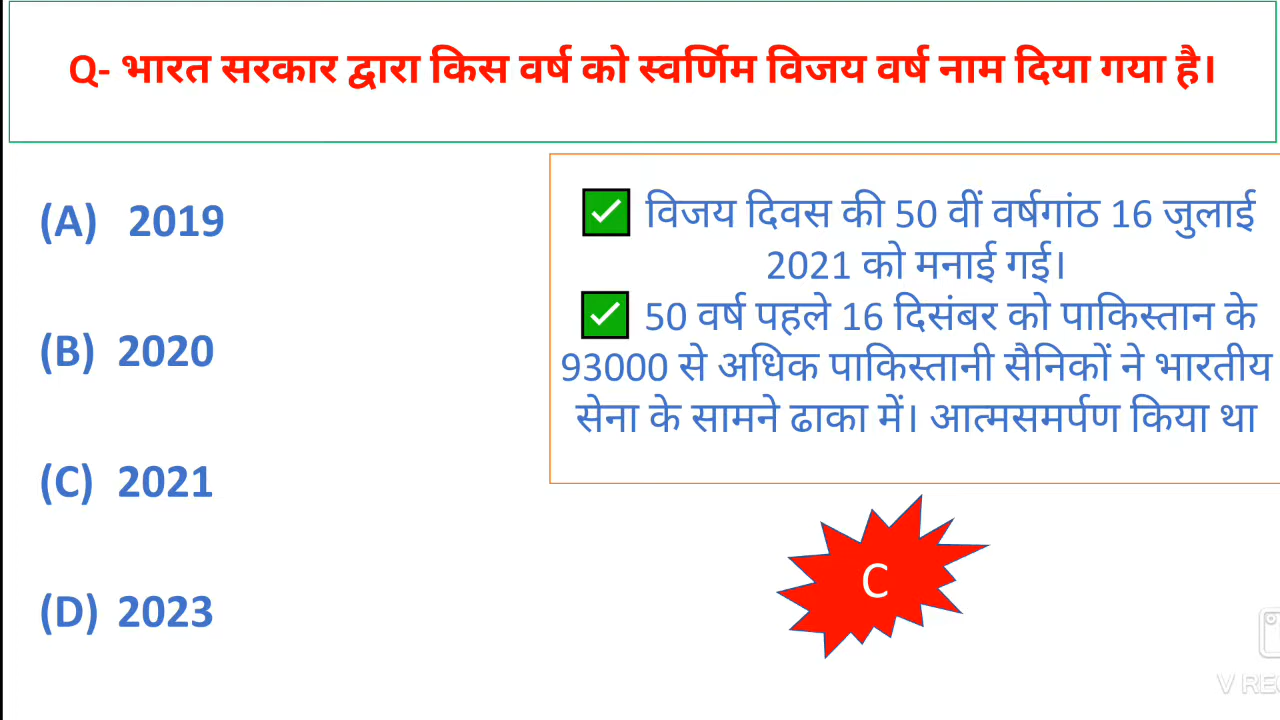 Q- भारत सरकार द्वारा किस वर्ष को स्वर्णिम विजय वर्ष नाम दिया गया है।
(A) 2019
(B) 2020
(C) 2021
(D) 2023
✅ विजय दिवस की 50 वीं वर्षगांठ 16 जुलाई
2021 को मनाई गई।
✅ 50 वर्ष पहले 16 दिसंबर को पाकिस्तान के
93000 से अधिक पाकिस्तानी सैनिकों ने भारतीय
सेना के सामने ढाका में। आत्मसमर्पण किया था
C
V RE